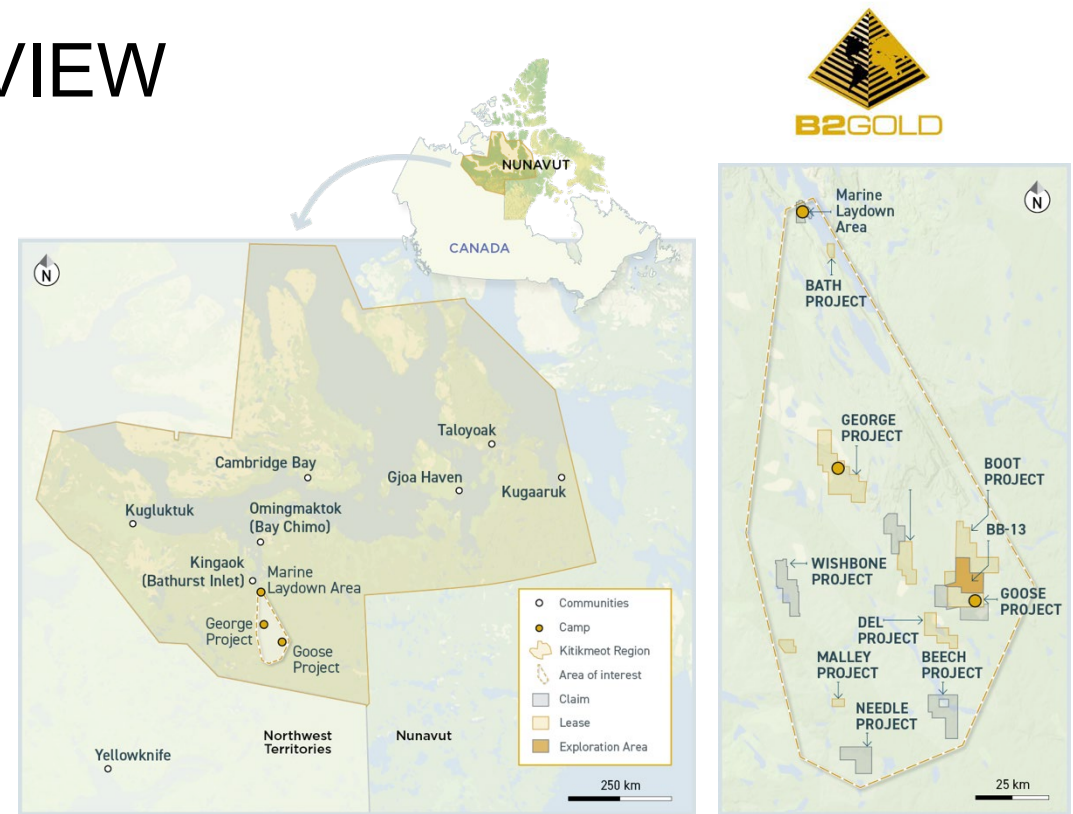 VIEW
B2GOLD
NUNAVUT
CANADA
N
Taloyoak
Cambridge Bay
Gjoa Haven
Kugaaruk
Kugluktuk
Omingmaktok
(Bay Chimo)
Kingaok
(Bathurst Inlet)
Marine
Laydown Area
George
Project
Goose
Project
Northwest
Territories
Nunavut
Yellowknife
Communities
Camp
Kitikmeot Region
Area of interest
Claim
Lease
Exploration Area
250 km
N
Marine
Laydown
Area
BATH
PROJECT
GEORGE
PROJECT
BOOT
PROJECT
BB-13
WISHBONE
PROJECT
GOOSE
PROJECT
DEL
PROJECT
MALLEY
PROJECT
BEECH
PROJECT
NEEDLE
PROJECT
25 km